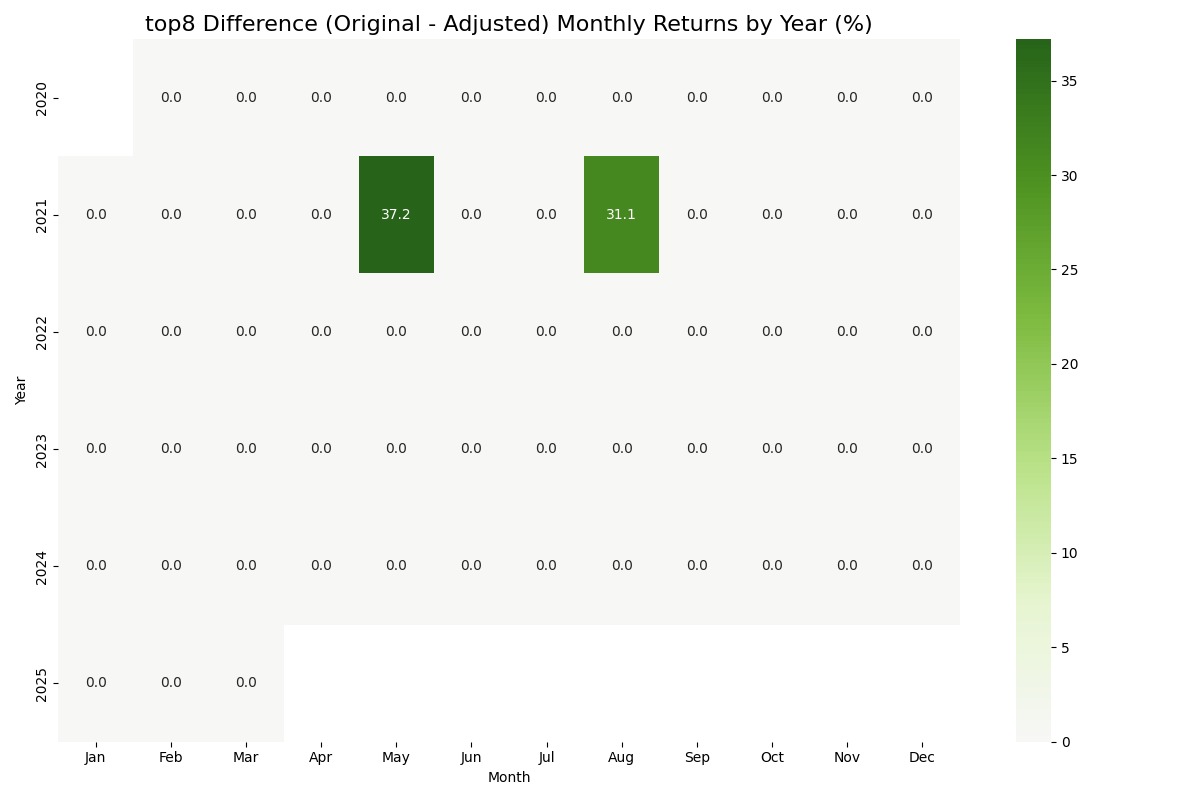 top8 Difference (Original - Adjusted) Monthly Returns by Year (%)
2020 0.0 0.0 0.0 0.0 0.0 0.0 0.0 0.0 0.0 0.0 0.0
2021 0.0 0.0 0.0 0.0 37.2 0.0 0.0 31.1 0.0 0.0 0.0 0.0
2022 0.0 0.0 0.0 0.0 0.0 0.0 0.0 0.0 0.0 0.0 0.0 0.0
Year
2023 0.0 0.0 0.0 0.0 0.0 0.0 0.0 0.0 0.0 0.0 0.0 0.0
2024 0.0 0.0 0.0 0.0 0.0 0.0 0.0 0.0 0.0 0.0 0.0 0.0
2025 0.0 0.0 0.0
Jan Feb Mar Apr May Jun Jul Aug Sep Oct Nov Dec
Month
35
30
25
20
15
10
5
0